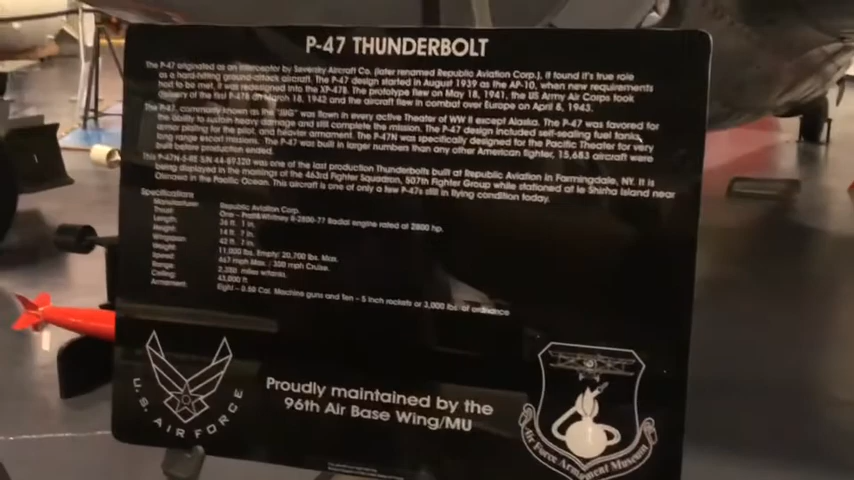 P-47 THUNDERBOLT
The P-47 originated as an interceptor by Seversky Aircraft Co. (later renamed Republic Aviation Corp.), it found it's true role
as a hard-hitting ground-attack aircraft. The P-47 design started in August 1939 as the AP-10, when new requirements
had to be met, it was redesigned into the XP-47B. The prototype flew on May 18, 1941, the US Army Air Corps took
delivery of the first P-47B on March 18, 1942 and the aircraft flew in combat over Europe on April 8, 1943.
The P-47, commonly known as the "JUG" was flown in every active Theater of WW II except Alaska. The P-47 was favored for
the ability to sustain heavy damage and still complete the mission. The P-47 design included self-sealing fuel tanks,
armor plating for the pilot, and heavier armament. The P-47N was specifically designed for the Pacific Theater for very
long range escort missions. The P-47 was built in larger numbers than any other American fighter, 15,683 aircraft were
built before production ended.
This P-47N-5-RE S/N 44-89320 was one of the last production Thunderbolts built at Republic Aviation in Farmingdale, NY. It is
being displayed in the markings of the 463rd Fighter Squadron, 507th Fighter Group while stationed at Ie Shiha Island near
Okinawa in the Pacific Ocean. This aircraft is one of only a few P-47s still in flying condition today.
Specifications
Manufacturer: Republic Aviation Corp.
Thrust: One - Pratt&Whitney R-2800-77 Radial engine rated at 2800 hp.
Length: 36 ft. 1 in.
Height: 14 ft. 7 in.
Wingspan: 42 ft. 7 in.
Weight: 11,000 lbs. Empty: 20,700 lbs. Max.
Speed: 467 mph Max. / 300 mph Cruise.
Range: 2,350 miles w/tanks.
Ceiling: 43,000 ft
Armament: Eight - 0.50 Cal. Machine guns and Ten - 5 inch rockets or 3,000 lbs of ordnance
U.S. AIR FORCE
Proudly maintained by the
96th Air Base Wing/MU
Air Force Armament Museum